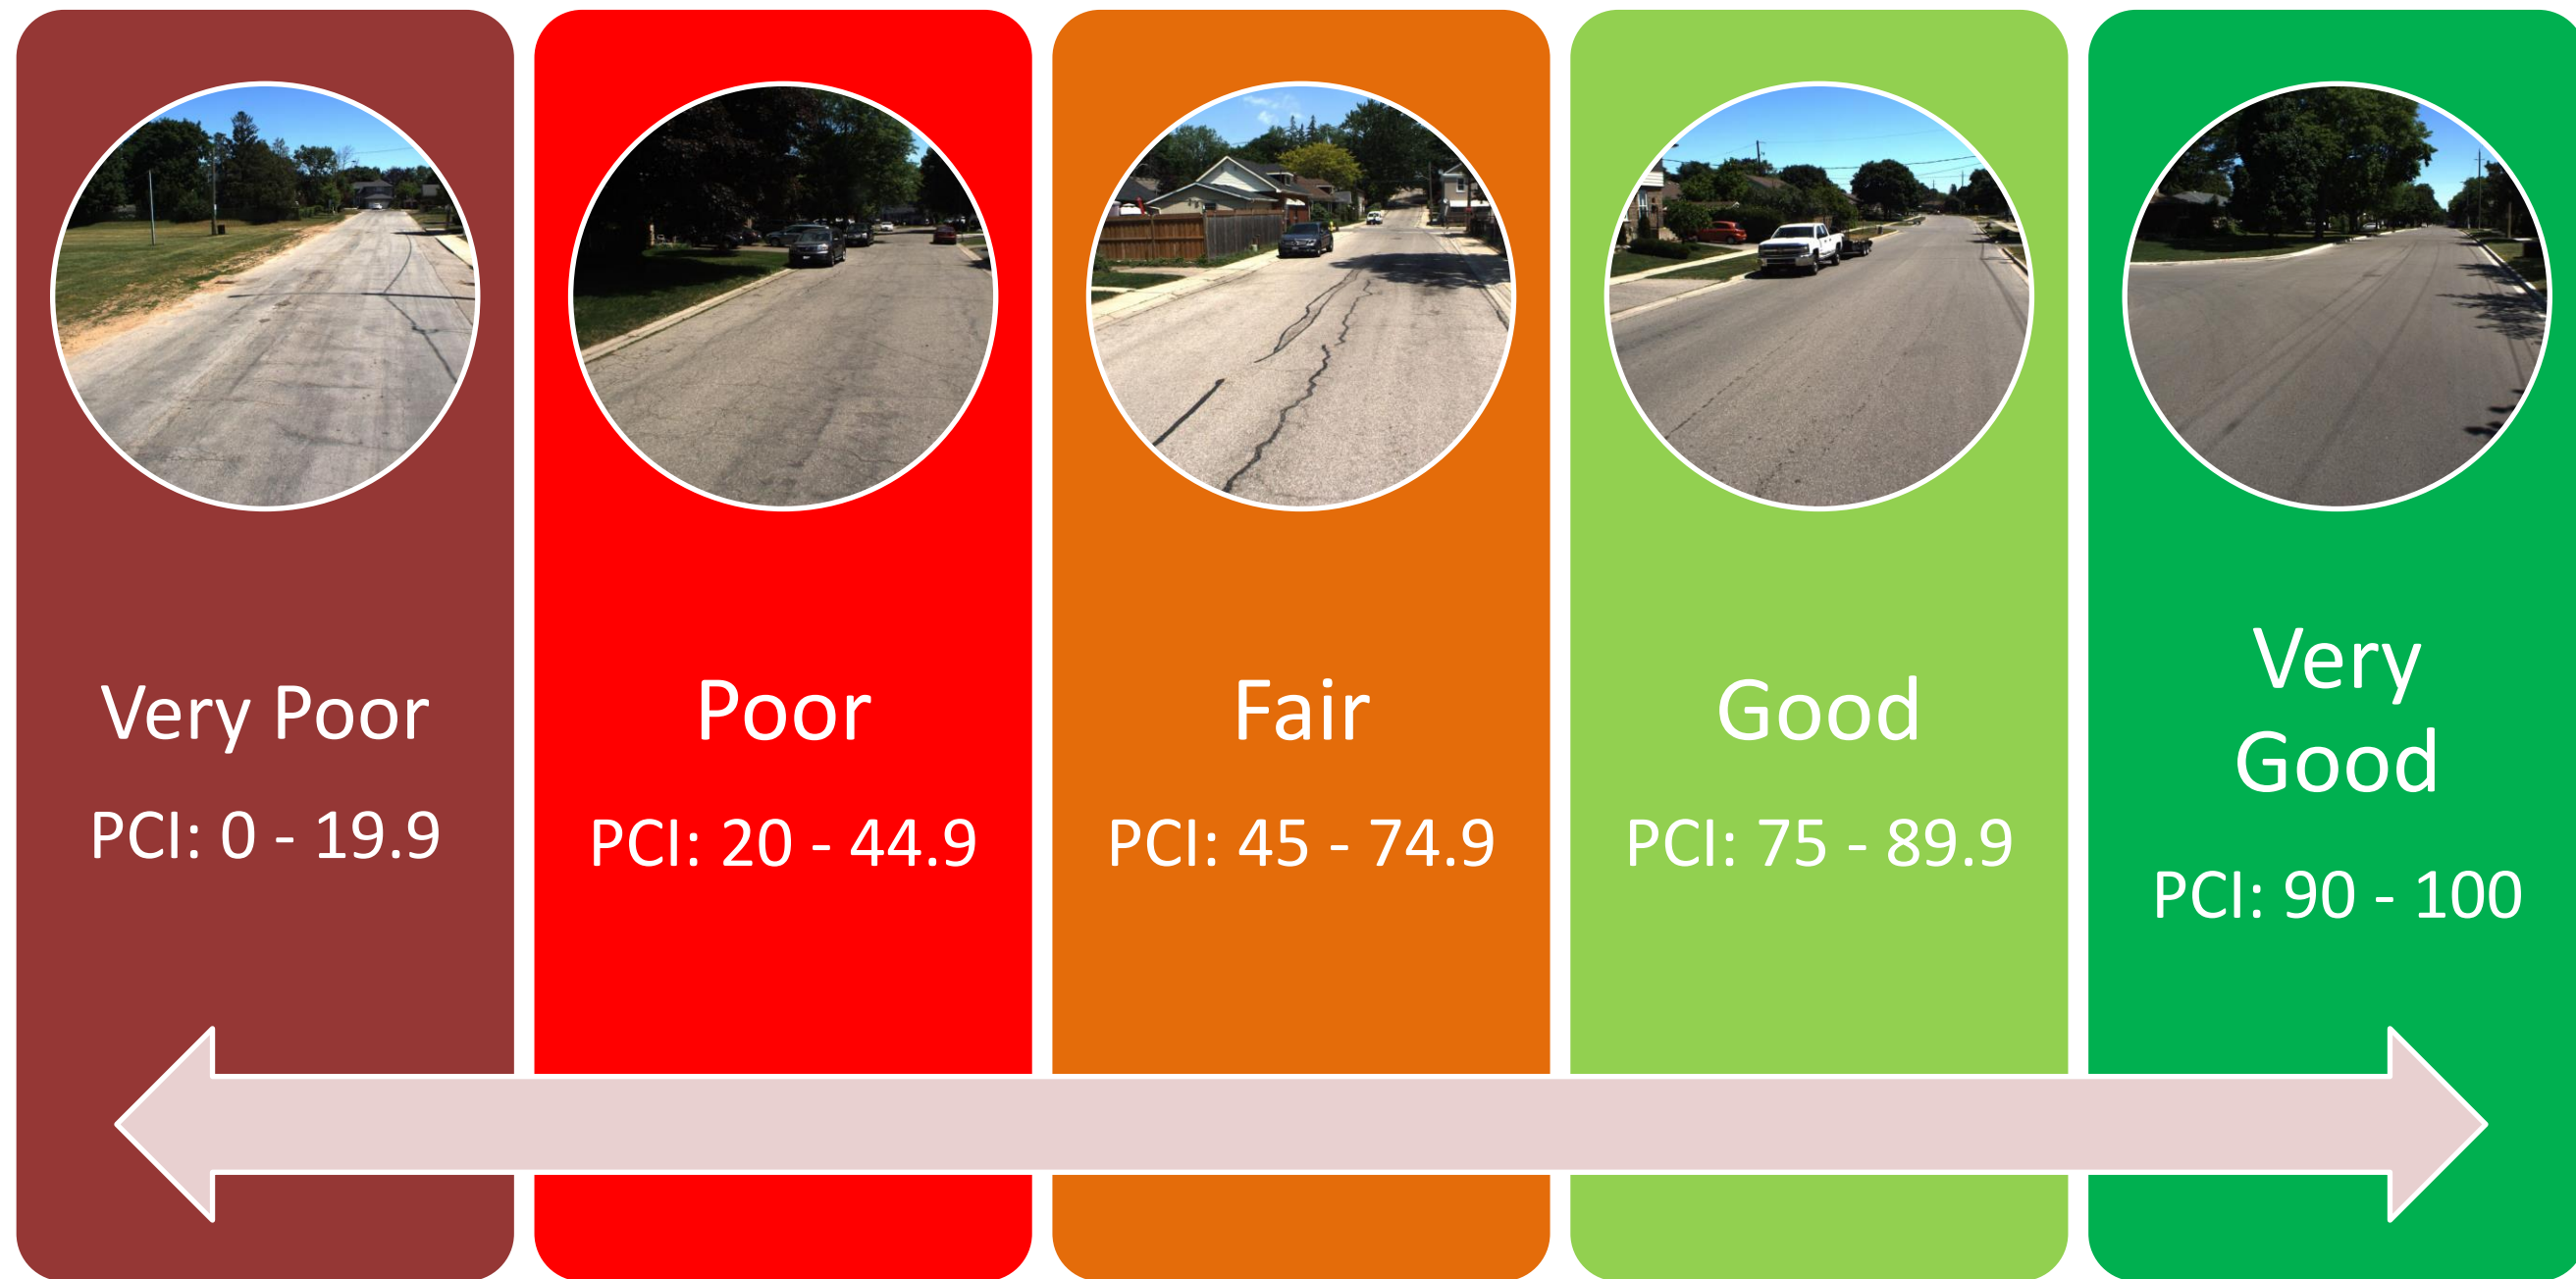 Very Poor
PCI: 0 - 19.9
Poor
PCI: 20 - 44.9
Fair
PCI: 45 - 74.9
Good
PCI: 75 - 89.9
Very
Good
PCI: 90 - 100